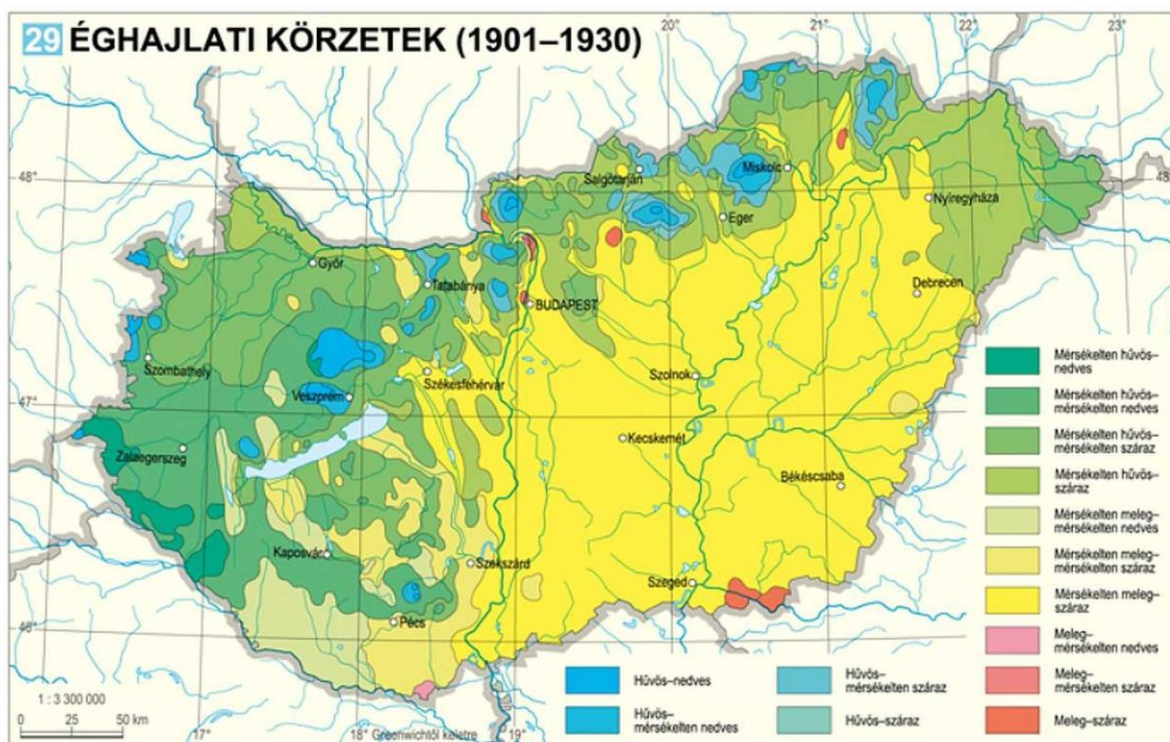 29 ÉGHAJLATI KÖRZETEK (1901–1930)
20°
21°
22°
23°
48°
48°
Salgótarján
Miskolc
Eger
Nyíregyháza
Győr
Tatabánya
BUDAPEST
Debrecen
Szombathely
Székesfehérvár
Veszprém
Szolnok
47°
Kecskemét
Zalaegerszeg
Békéscsaba
Kaposvár
Szekszárd
Szeged
Pécs
46°
Mérsékelten hűvös–
nedves
Mérsékelten hűvös–
mérsékelten nedves
Mérsékelten hűvös–
mérsékelten száraz
Mérsékelten hűvös–
száraz
Mérsékelten meleg–
mérsékelten nedves
Mérsékelten meleg–
mérsékelten száraz
Mérsékelten meleg–
száraz
Meleg–
mérsékelten nedves
Meleg–
mérsékelten száraz
Meleg–száraz
Hűvös–nedves
Hűvös–
mérsékelten nedves
Hűvös–
mérsékelten száraz
Hűvös–száraz
1 : 3 300 000
0 25 50 km
17° 18° Greenwichtől keletre 19°